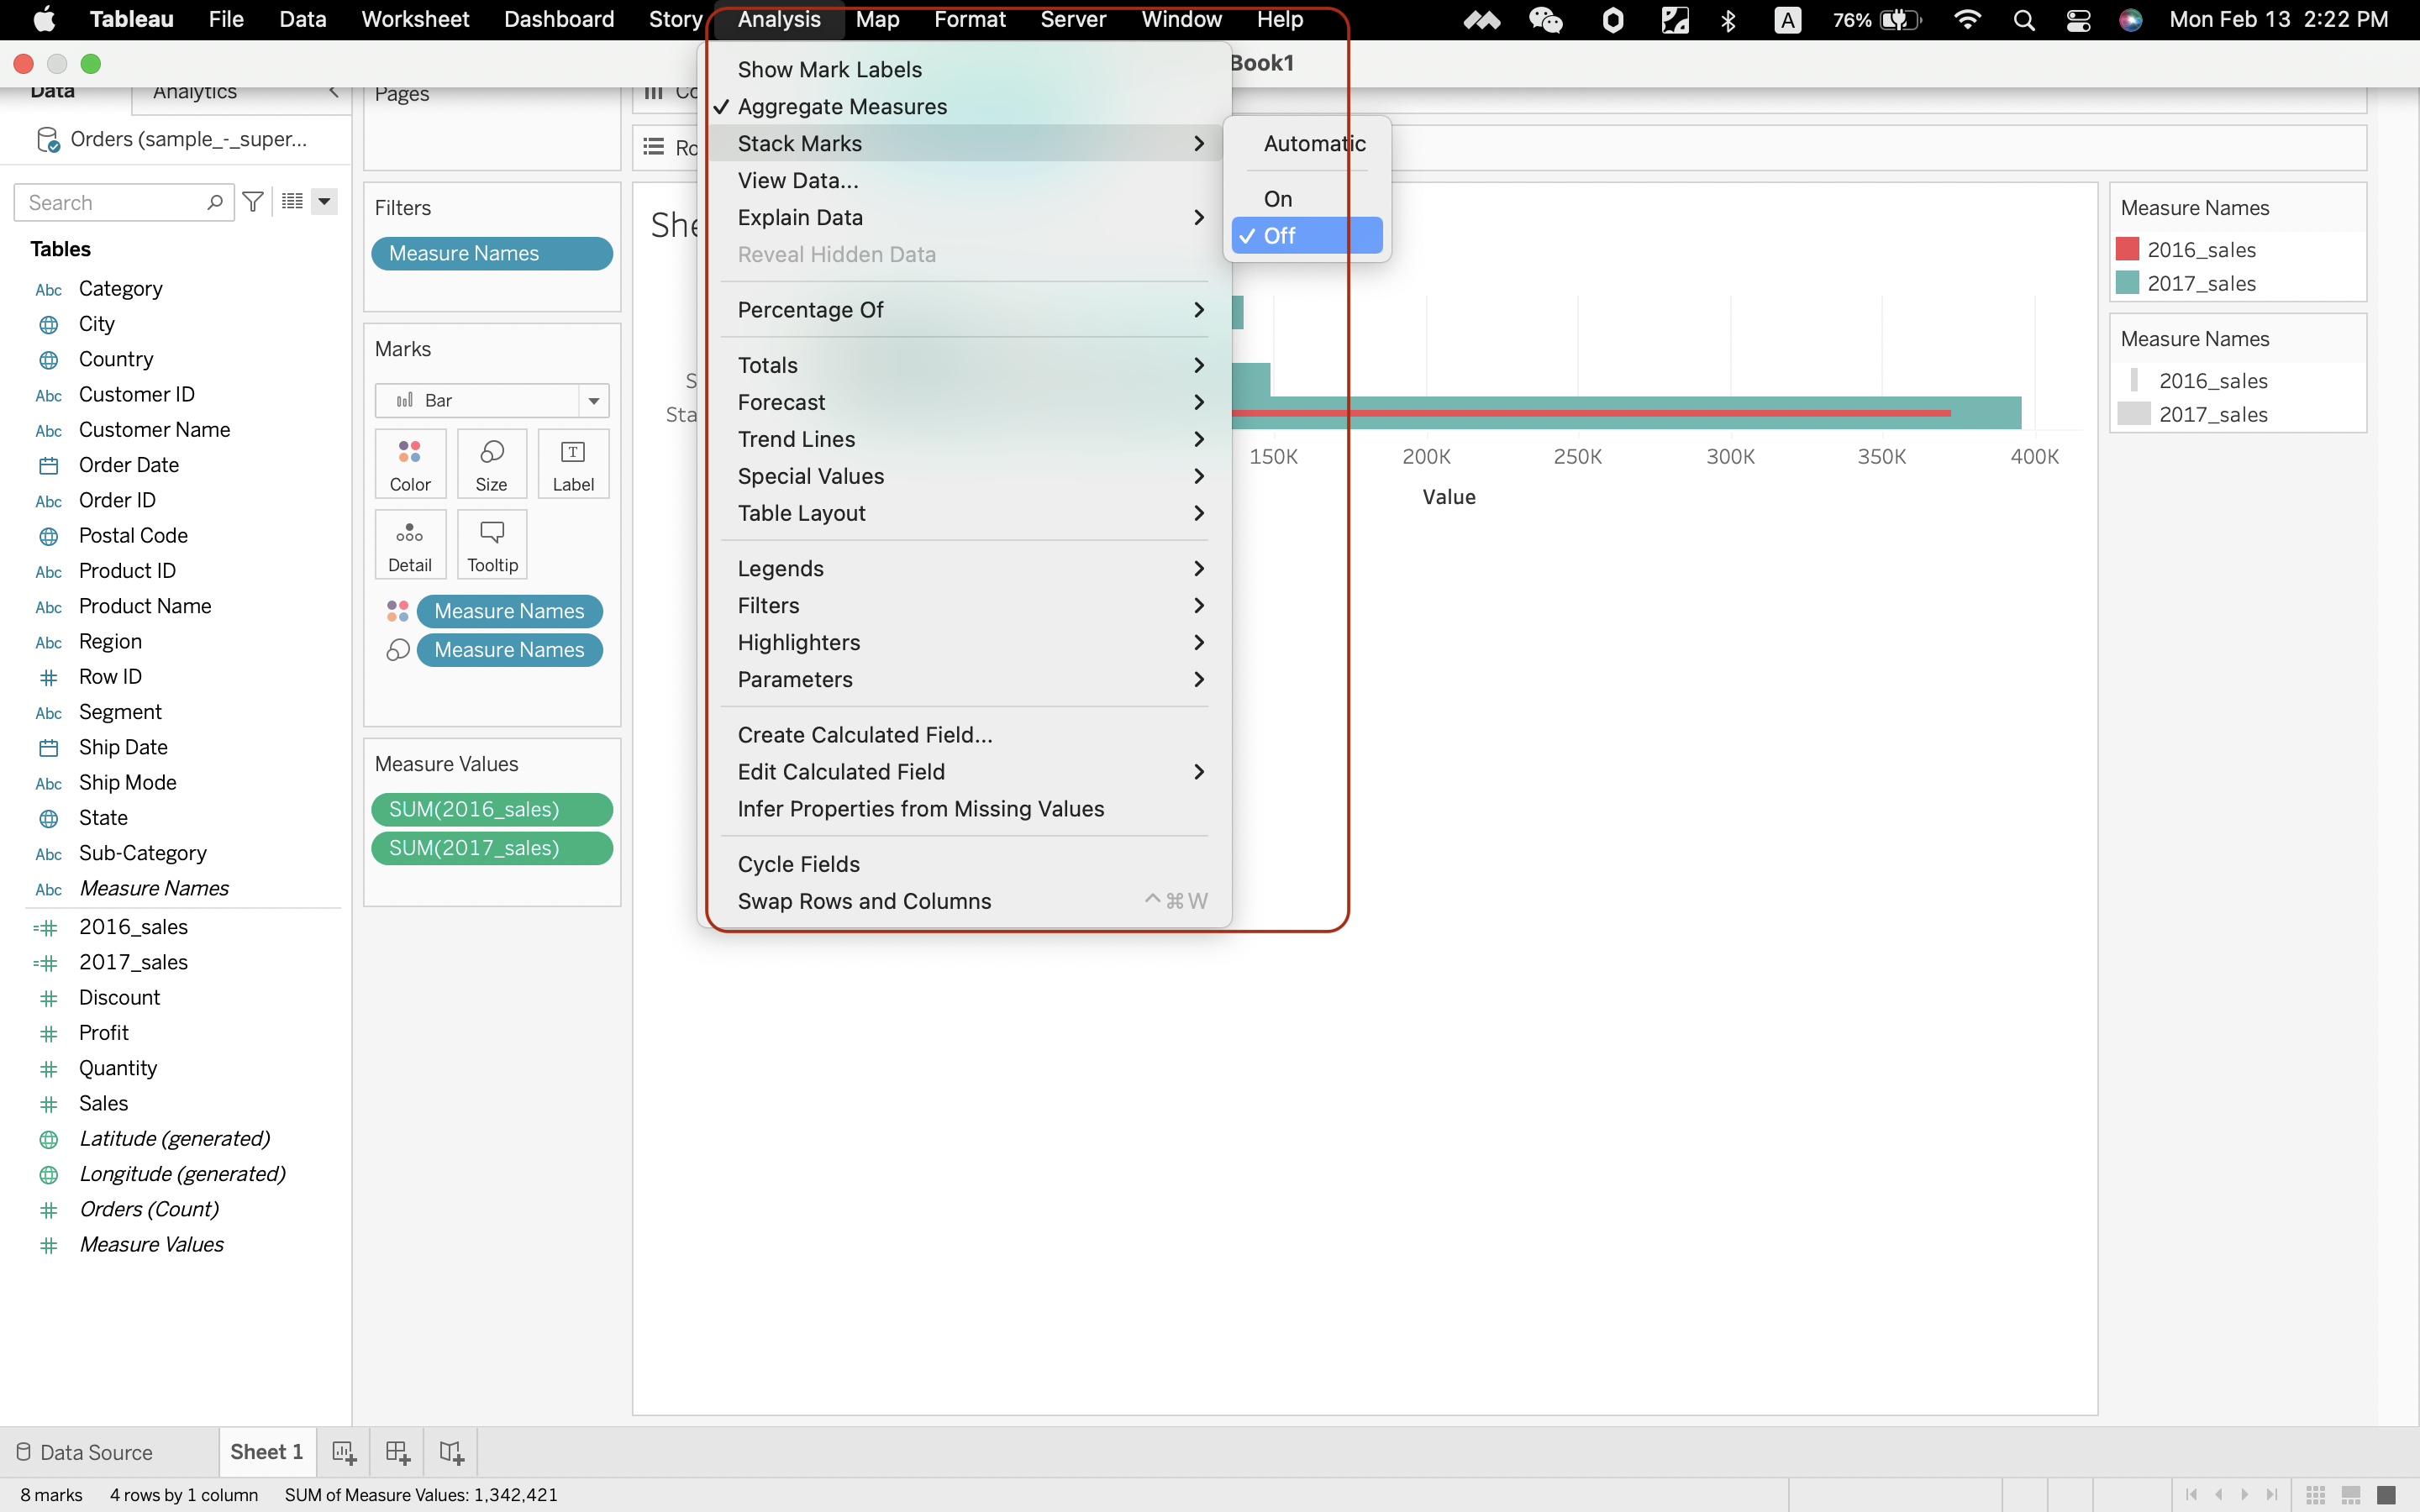 Tableau File Data Worksheet Dashboard Story Analysis Map Format Server Window Help A 76% Mon Feb 13 2:22 PM
Book1
Data Analytics
Orders (sample_-_super...
Search
Tables
Abc Category
City
Country
Abc Customer ID
Abc Customer Name
Order Date
Abc Order ID
Postal Code
Abc Product ID
Abc Product Name
Abc Region
Row ID
Abc Segment
Ship Date
Abc Ship Mode
State
Abc Sub-Category
Abc Measure Names
2016_sales
2017_sales
Discount
Profit
Quantity
Sales
Latitude (generated)
Longitude (generated)
Orders (Count)
Measure Values
Pages
Filters
Measure Names
Marks
Bar
Color Size Label
Detail Tooltip
Measure Names
Measure Names
Measure Values
SUM(2016_sales)
SUM(2017_sales)
Show Mark Labels
✓ Aggregate Measures
Stack Marks
View Data...
Explain Data
Reveal Hidden Data
Percentage Of
Totals
Forecast
Trend Lines
Special Values
Table Layout
Legends
Filters
Highlighters
Parameters
Create Calculated Field...
Edit Calculated Field
Infer Properties from Missing Values
Cycle Fields
Swap Rows and Columns ^⌘W
Automatic
On
✓ Off
150K 200K 250K 300K 350K 400K
Value
Measure Names
2016_sales
2017_sales
Measure Names
2016_sales
2017_sales
Data Source Sheet 1
8 marks 4 rows by 1 column SUM of Measure Values: 1,342,421